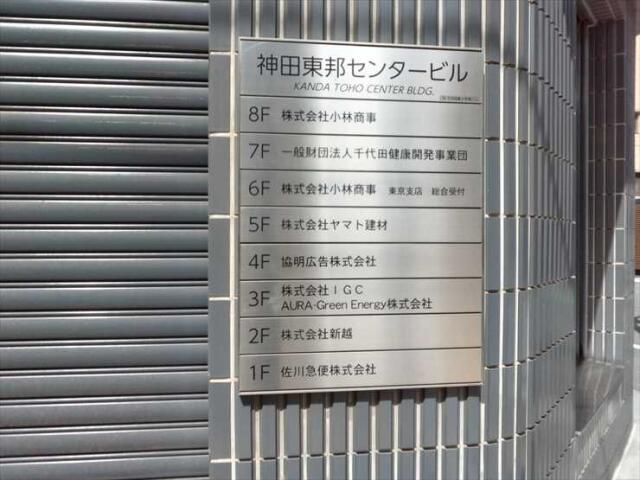 神田東邦センタービル
KANDA TOHO CENTER BLDG.
8F 株式会社小林商事
7F 一般財団法人千代田健康開発事業団
6F 株式会社小林商事 東京支店 総合受付
5F 株式会社ヤマト建材
4F 協明広告株式会社
3F 株式会社IGC
AURA-Green Energy株式会社
2F 株式会社新越
1F 佐川急便株式会社